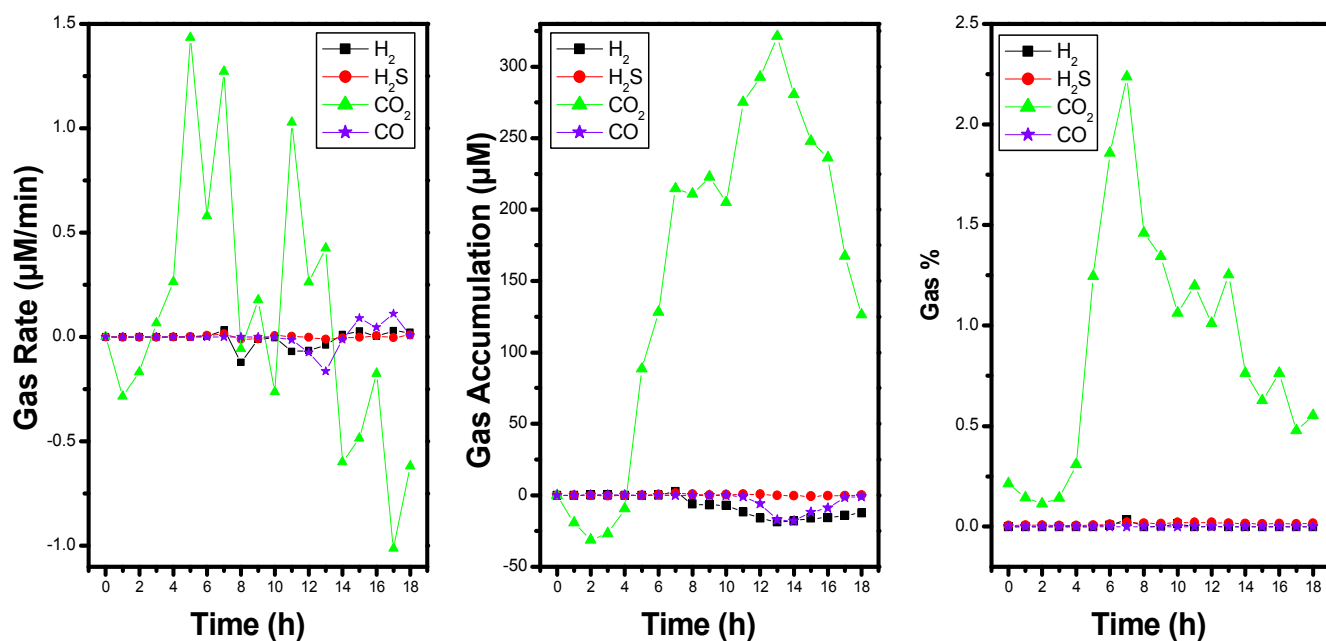 Gas Rate (µM/min)
1.5
1.0
0.5
0.0
-0.5
-1.0
H₂
H₂S
CO₂
CO
0 2 4 6 8 10 12 14 16 18
Time (h)
Gas Accumulation (µM)
300
250
200
150
100
50
0
-50
H₂
H₂S
CO₂
CO
0 2 4 6 8 10 12 14 16 18
Time (h)
Gas %
2.5
2.0
1.5
1.0
0.5
0.0
H₂
H₂S
CO₂
CO
0 2 4 6 8 10 12 14 16 18
Time (h)